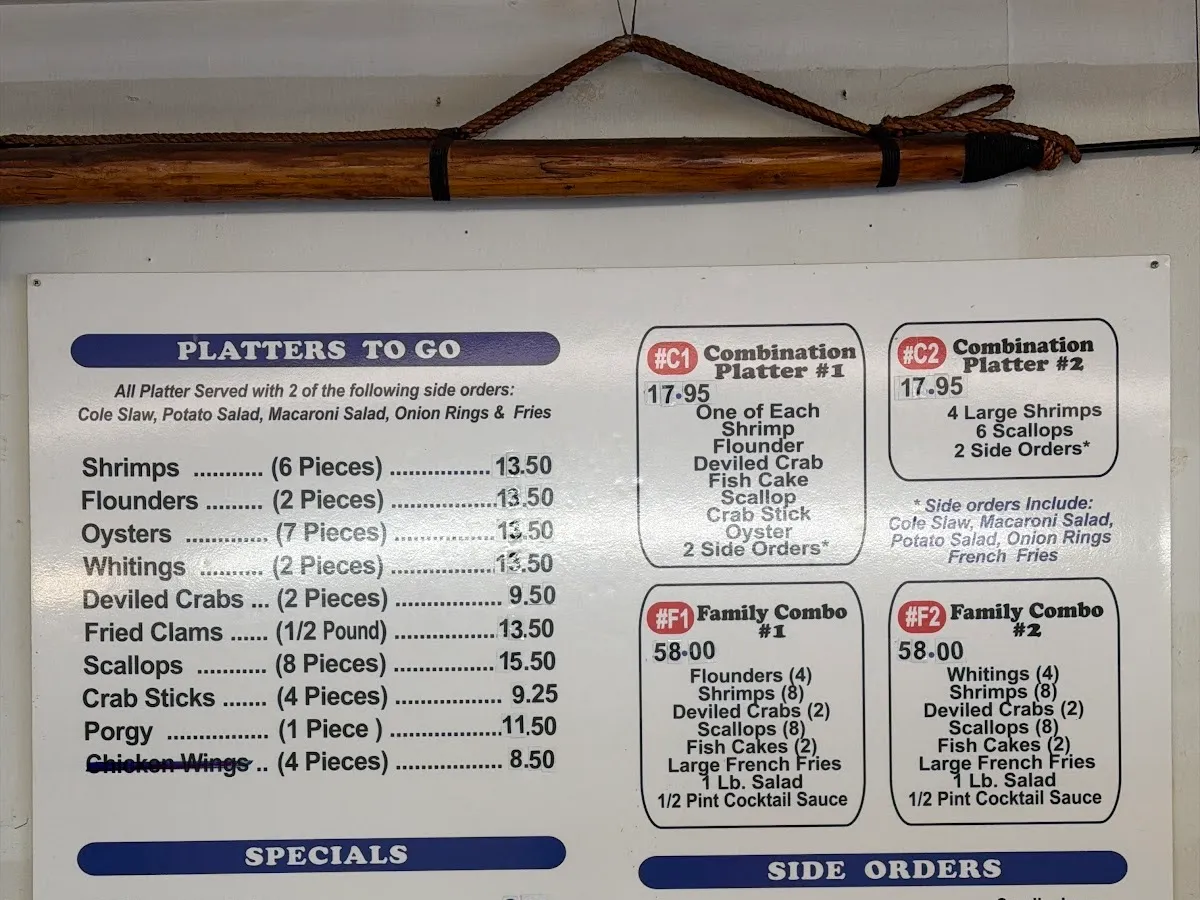 PLATTERS TO GO
All Platter Served with 2 of the following side orders:
Cole Slaw, Potato Salad, Macaroni Salad, Onion Rings & Fries
Shrimps ........... (6 Pieces) ................. 13.50
Flounders ......... (2 Pieces) ................. 13.50
Oysters ............ (7 Pieces) ................. 13.50
Whitings .......... (2 Pieces) ................. 13.50
Deviled Crabs ... (2 Pieces) ................. 9.50
Fried Clams ...... (1/2 Pound) ................. 13.50
Scallops ........... (8 Pieces) ................. 15.50
Crab Sticks ....... (4 Pieces) ................. 9.25
Porgy ................ (1 Piece ) ................. 11.50
Chicken Wings .. (4 Pieces) ................. 8.50
SPECIALS
#C1 Combination
Platter #1
17.95
One of Each
Shrimp
Flounder
Deviled Crab
Fish Cake
Scallop
Crab Stick
Oyster
2 Side Orders*
#C2 Combination
Platter #2
17.95
4 Large Shrimps
6 Scallops
2 Side Orders*
* Side orders Include:
Cole Slaw, Macaroni Salad,
Potato Salad, Onion Rings
French Fries
#F1 Family Combo
#1
58.00
Flounders (4)
Shrimps (8)
Deviled Crabs (2)
Scallops (8)
Fish Cakes (2)
Large French Fries
1 Lb. Salad
1/2 Pint Cocktail Sauce
#F2 Family Combo
#2
58.00
Whitings (4)
Shrimps (8)
Deviled Crabs (2)
Scallops (8)
Fish Cakes (2)
Large French Fries
1 Lb. Salad
1/2 Pint Cocktail Sauce
SIDE ORDERS